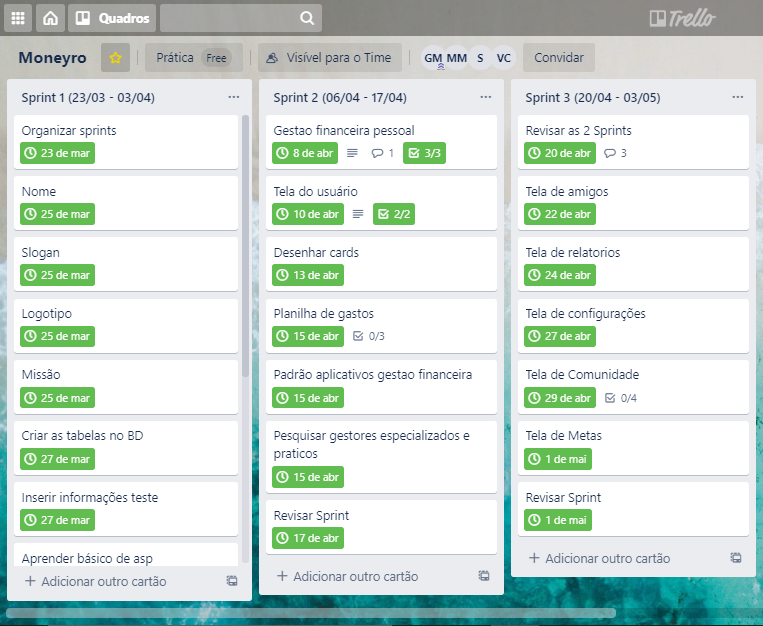 Quadros
Trello
Moneyro
Prática Free
Visível para o Time
GM MM S VC
Convidar
Sprint 1 (23/03 - 03/04)
Organizar sprints
23 de mar
Nome
25 de mar
Slogan
25 de mar
Logotipo
25 de mar
Missão
25 de mar
Criar as tabelas no BD
27 de mar
Inserir informações teste
27 de mar
Aprender básico de asp
+ Adicionar outro cartão
Sprint 2 (06/04 - 17/04)
Gestao financeira pessoal
8 de abr 1 3/3
Tela do usuário
10 de abr 2/2
Desenhar cards
13 de abr
Planilha de gastos
15 de abr 0/3
Padrão aplicativos gestao financeira
15 de abr
Pesquisar gestores especializados e
praticos
15 de abr
Revisar Sprint
17 de abr
+ Adicionar outro cartão
Sprint 3 (20/04 - 03/05)
Revisar as 2 Sprints
20 de abr 3
Tela de amigos
22 de abr
Tela de relatorios
24 de abr
Tela de configurações
27 de abr
Tela de Comunidade
29 de abr 0/4
Tela de Metas
1 de mai
Revisar Sprint
1 de mai
+ Adicionar outro cartão